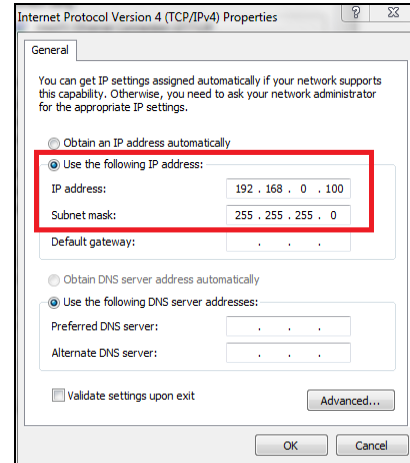 Internet Protocol Version 4 (TCP/IPv4) Properties
General
You can get IP settings assigned automatically if your network supports
this capability. Otherwise, you need to ask your network administrator
for the appropriate IP settings.
Obtain an IP address automatically
Use the following IP address:
IP address: 192 . 168 . 0 . 100
Subnet mask: 255 . 255 . 255 . 0
Default gateway: . . .
Obtain DNS server address automatically
Use the following DNS server addresses:
Preferred DNS server: . . .
Alternate DNS server: . . .
Validate settings upon exit
Advanced...
OK Cancel